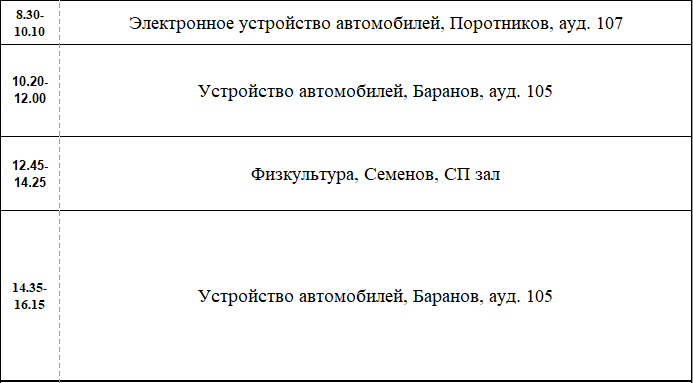 8.30-
10.10
Электронное устройство автомобилей, Поротников, ауд. 107
10.20-
12.00
Устройство автомобилей, Баранов, ауд. 105
12.45-
14.25
Физкультура, Семенов, СП зал
14.35-
16.15
Устройство автомобилей, Баранов, ауд. 105